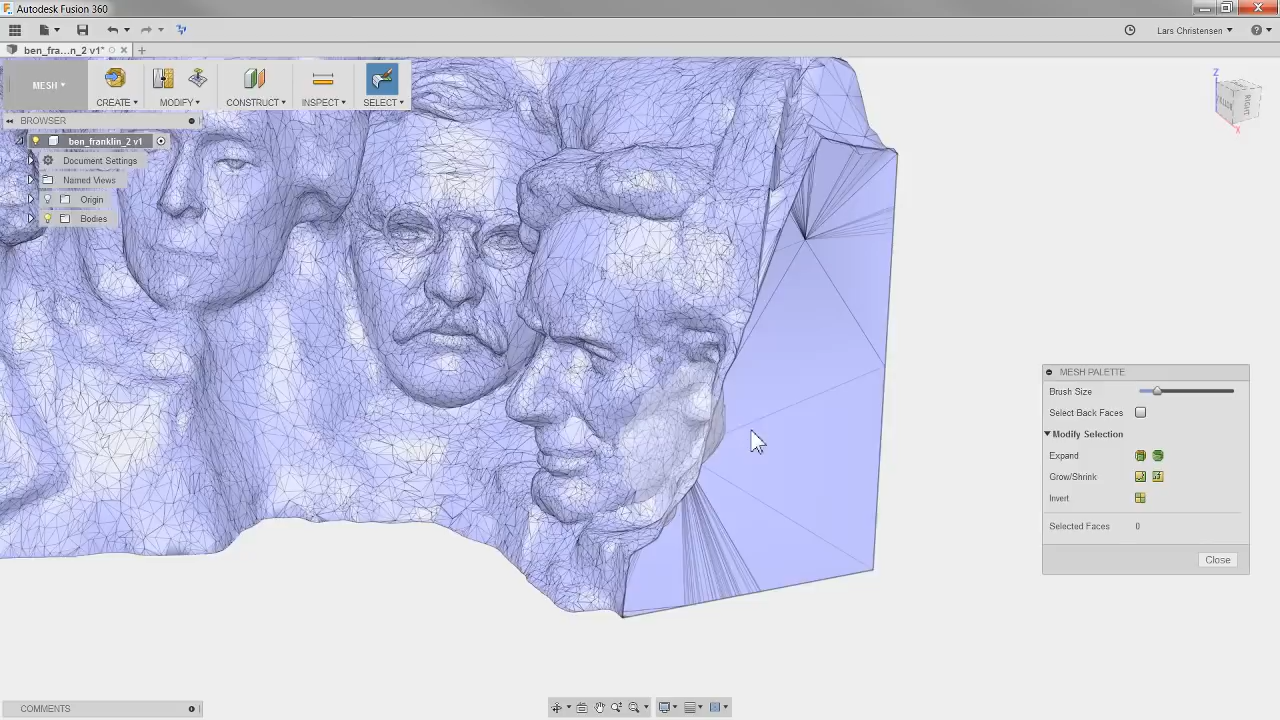 Autodesk Fusion 360
Lars Christensen
ben_fra...n_2 v1*
MESH
CREATE
MODIFY
CONSTRUCT
INSPECT
SELECT
BROWSER
ben_franklin_2 v1
Document Settings
Named Views
Origin
Bodies
Z
RIGHT
X
MESH PALETTE
Brush Size
Select Back Faces
Modify Selection
Expand
Grow/Shrink
Invert
Selected Faces 0
Close
COMMENTS